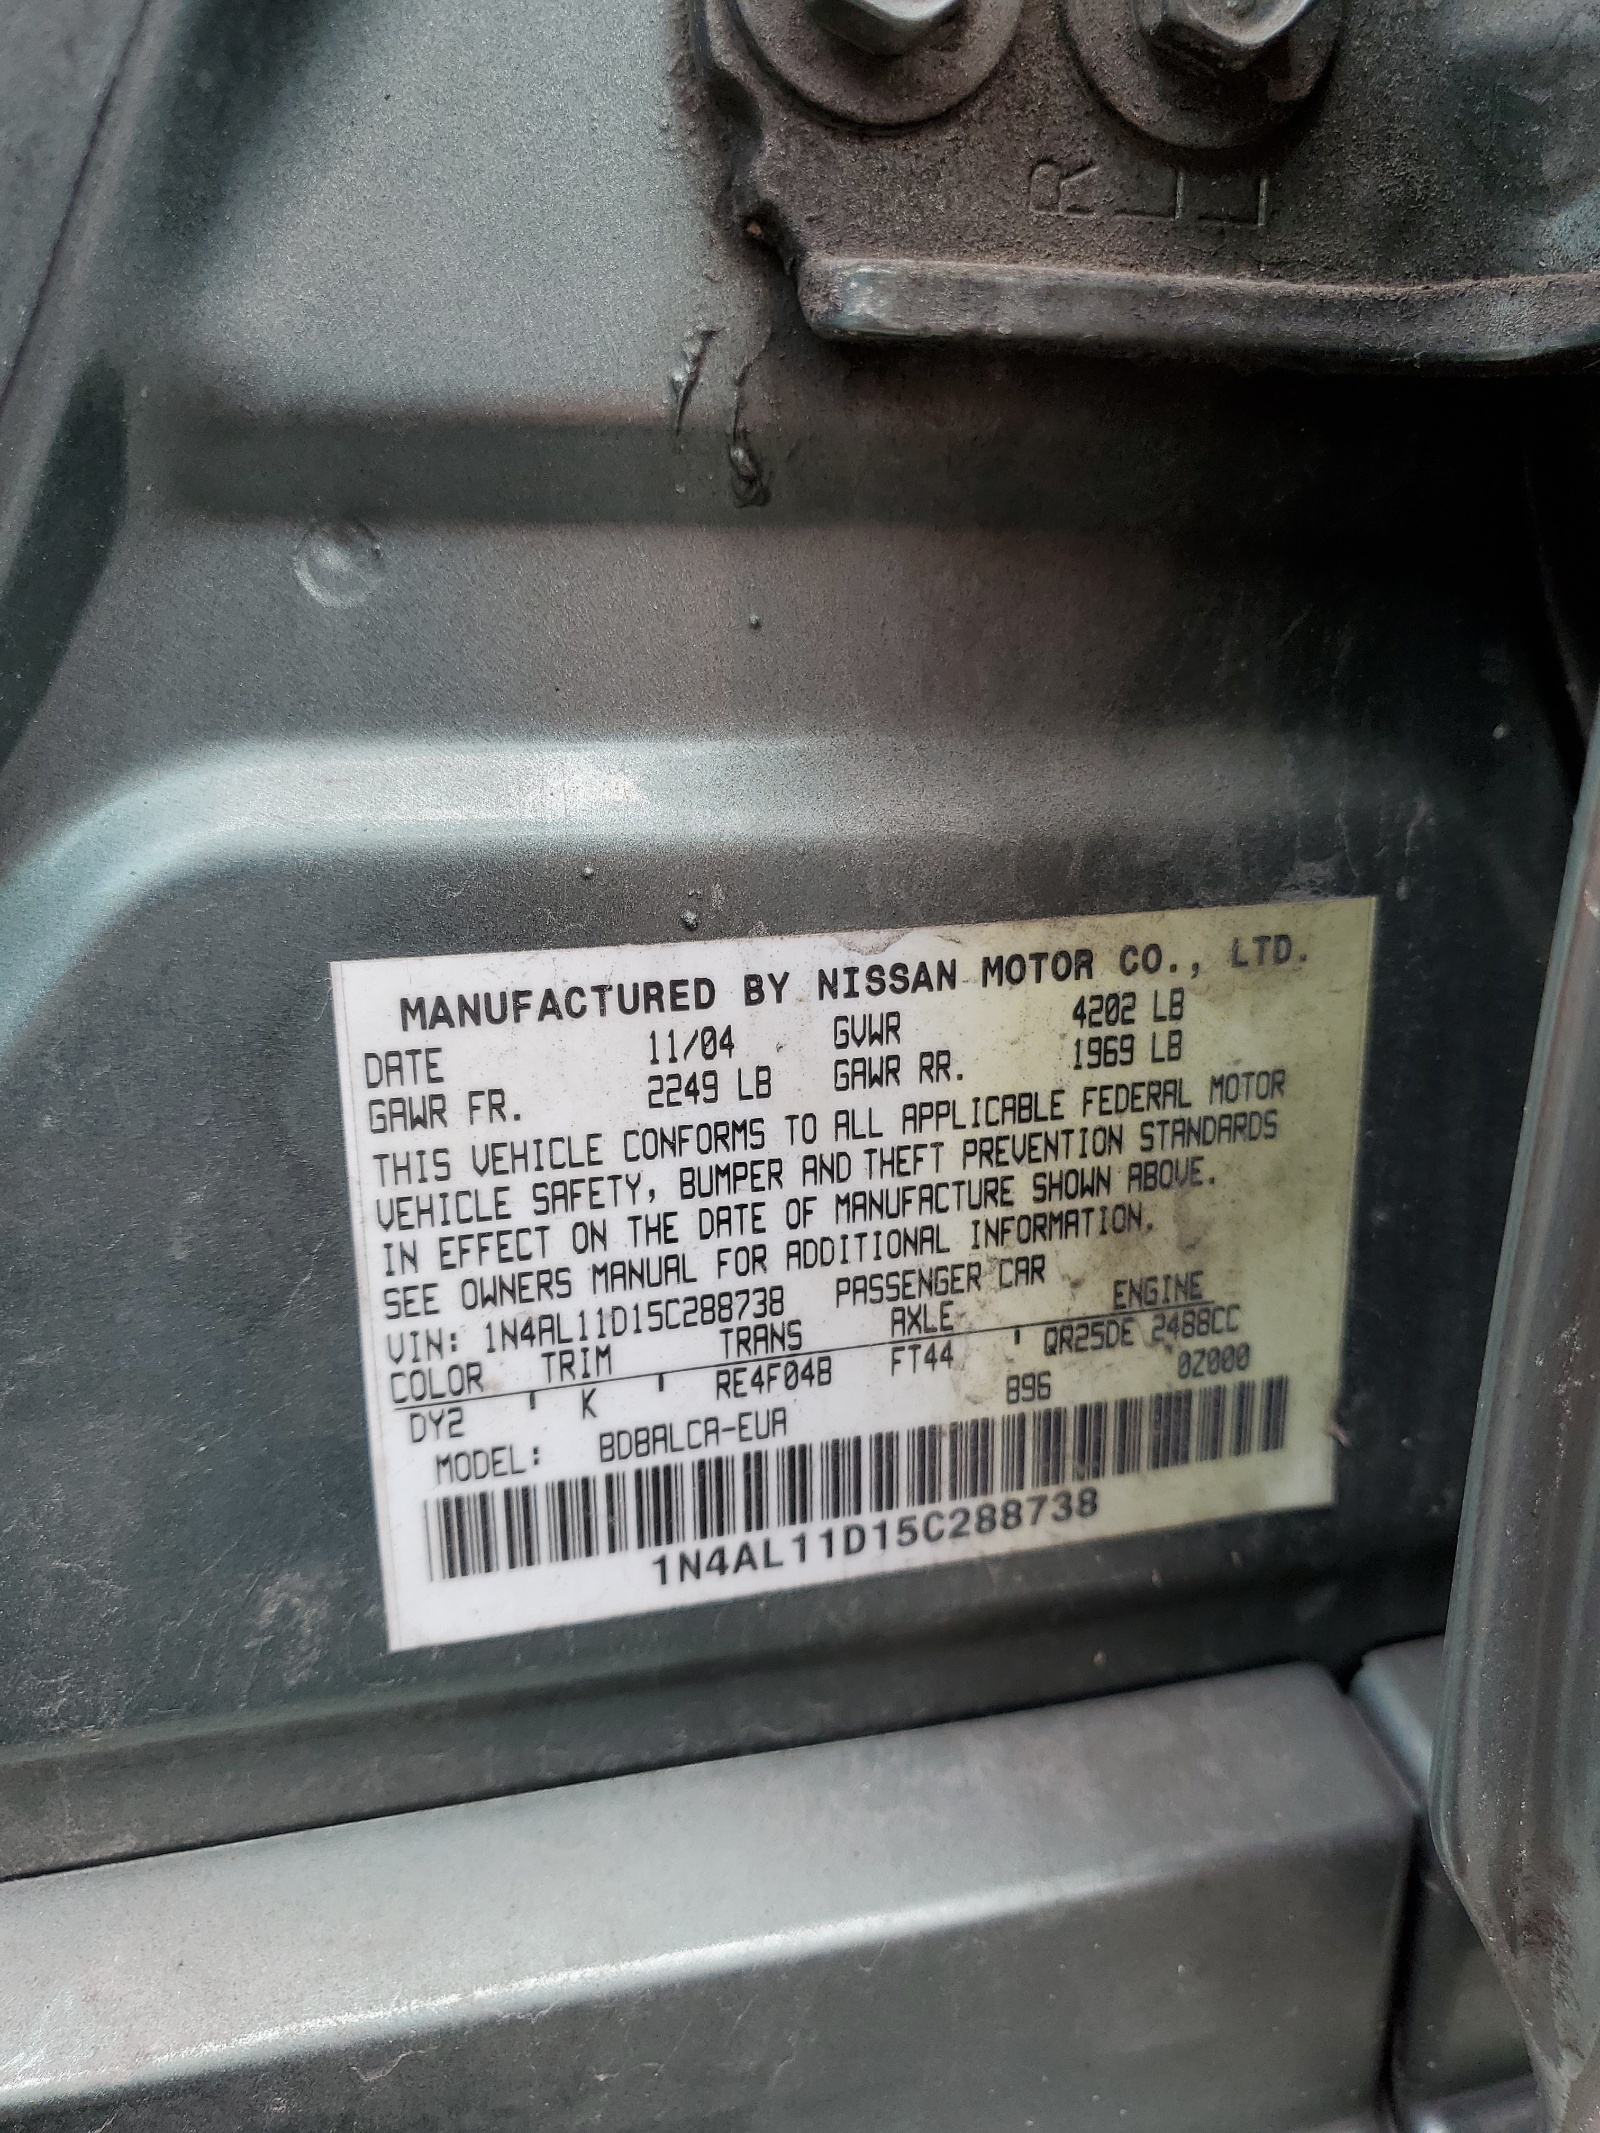 R
L L
MANUFACTURED BY NISSAN MOTOR CO., LTD.
DATE 11/04 GVWR 4202 LB
GAWR FR. 2249 LB GAWR RR. 1969 LB
THIS VEHICLE CONFORMS TO ALL APPLICABLE FEDERAL MOTOR
VEHICLE SAFETY, BUMPER AND THEFT PREVENTION STANDARDS
IN EFFECT ON THE DATE OF MANUFACTURE SHOWN ABOVE.
SEE OWNERS MANUAL FOR ADDITIONAL INFORMATION.
VIN: 1N4AL11D15C288738 PASSENGER CAR
COLOR TRIM TRANS AXLE ENGINE
DY2 ' K ' RE4F04B FT44 ' QR25DE 2488CC
MODEL: BDBALCA-EUA 896 0Z000
1N4AL11D15C288738